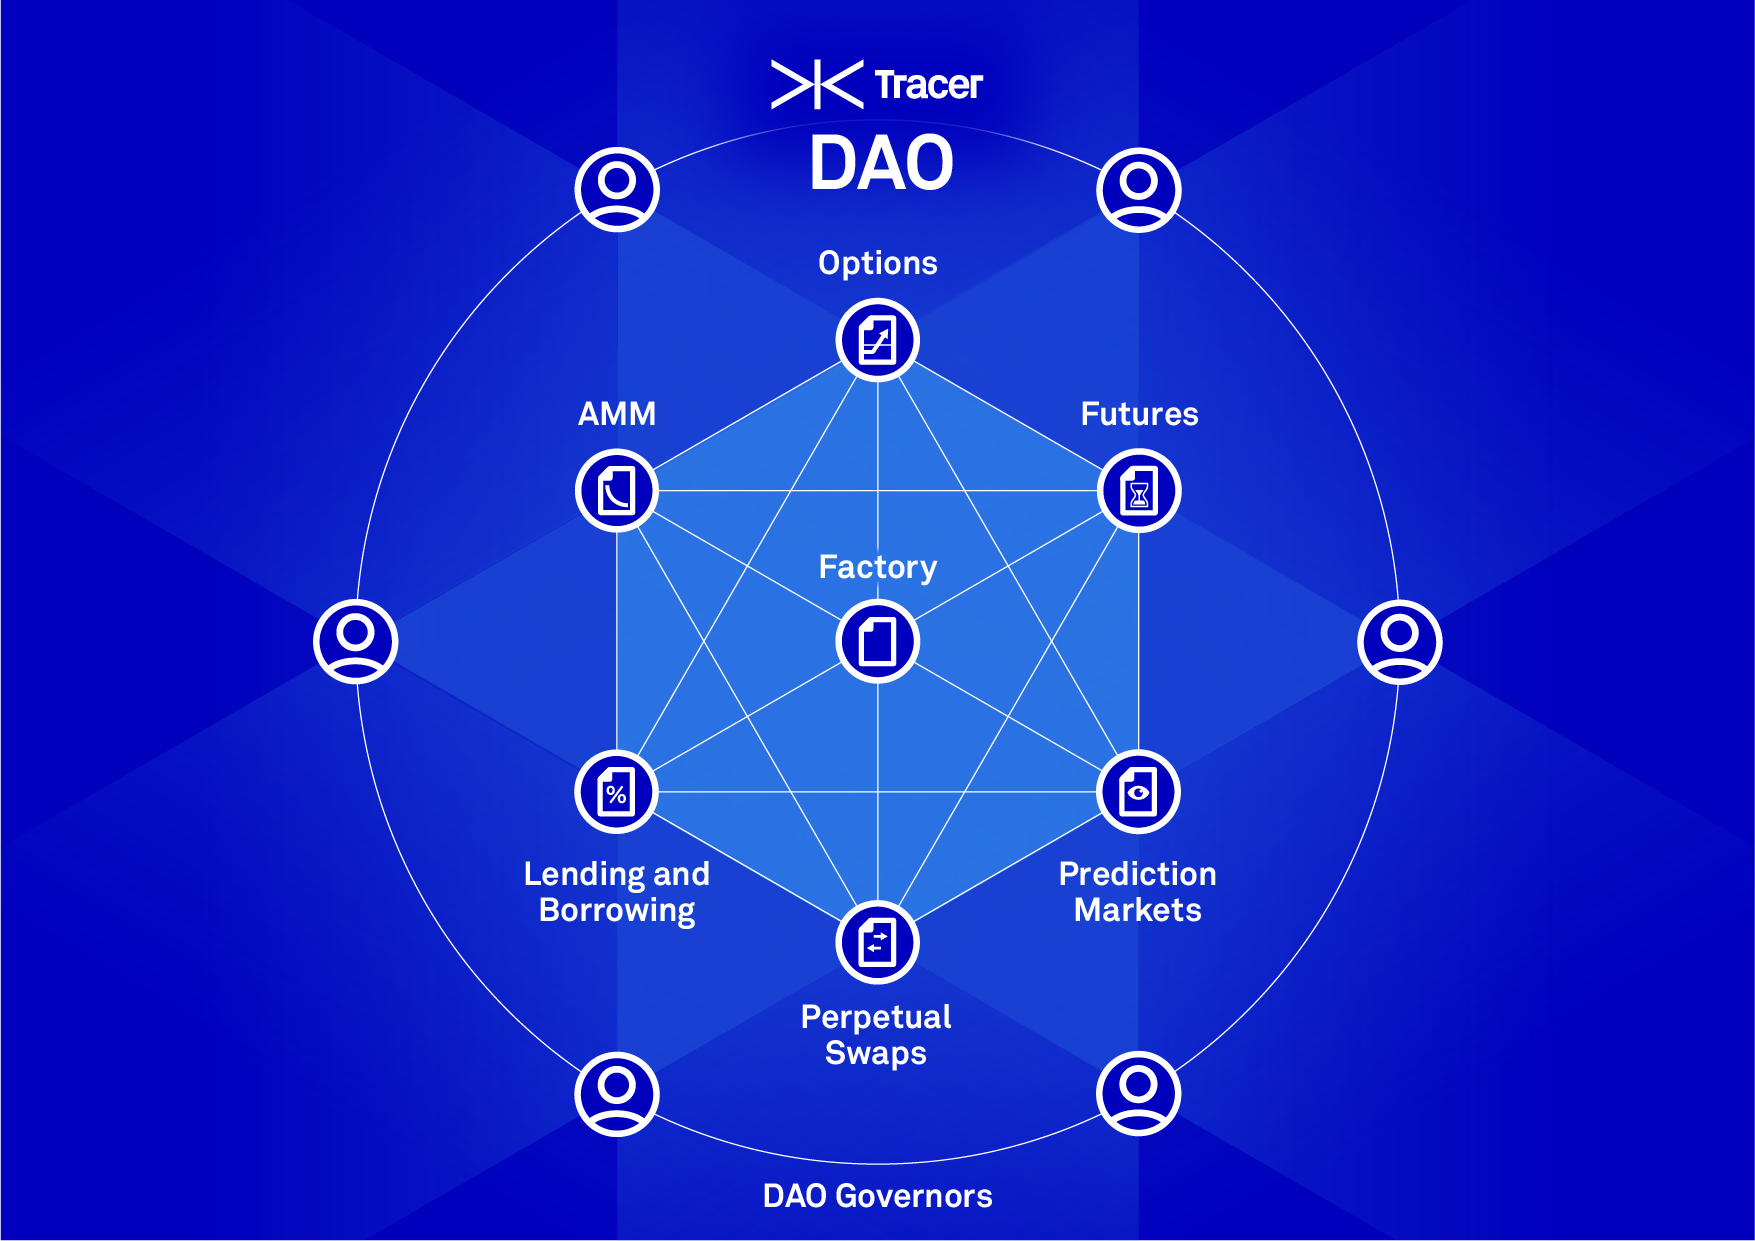 Tracer
DAO
Options
AMM
Futures
Factory
%
Lending and
Borrowing
Prediction
Markets
Perpetual
Swaps
DAO Governors